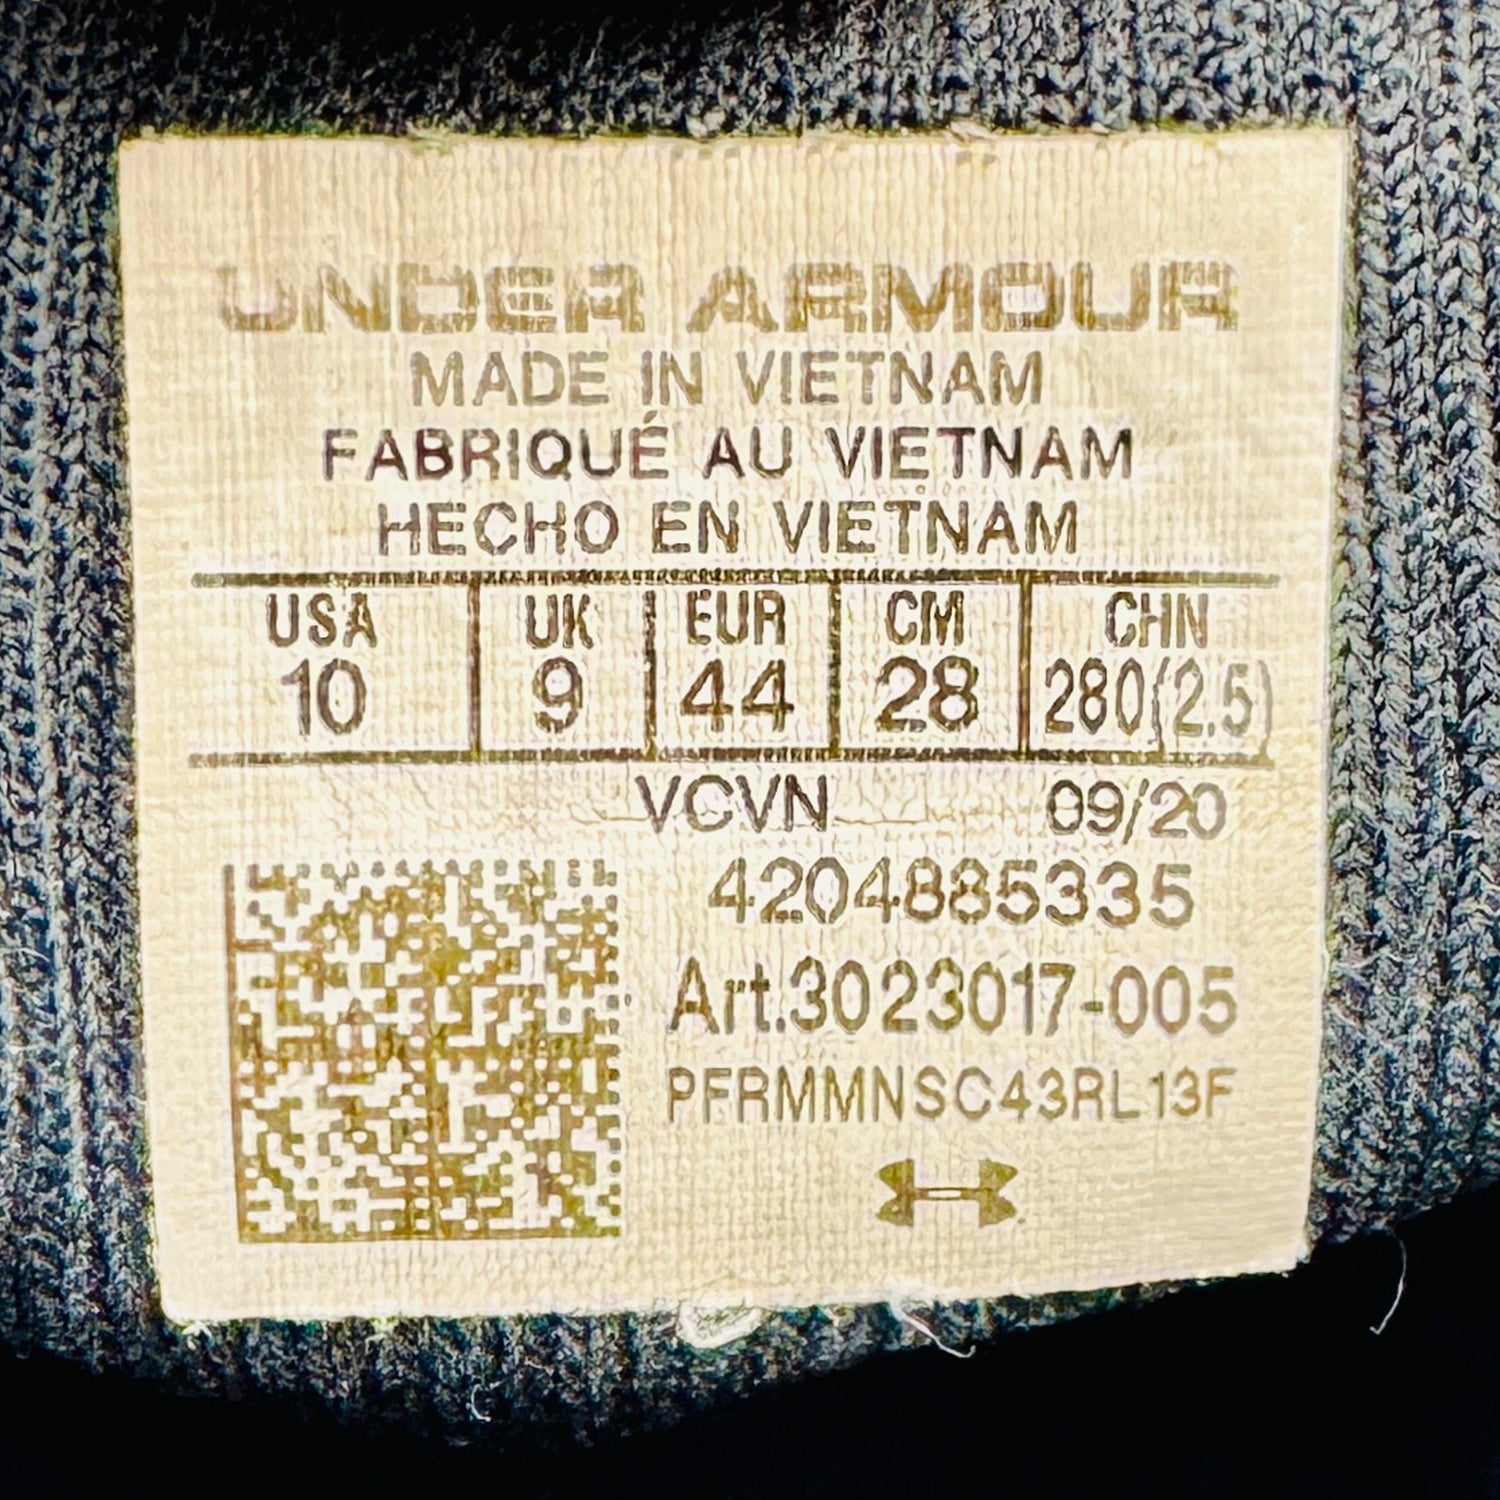 UNDER ARMOUR
MADE IN VIETNAM
FABRIQUÉ AU VIETNAM
HECHO EN VIETNAM
USA UK EUR CM CHN
10 9 44 28 280(2.5)
VCVN 09/20
4204885335
Art.3023017-005
PFRMMNSC43RL13F